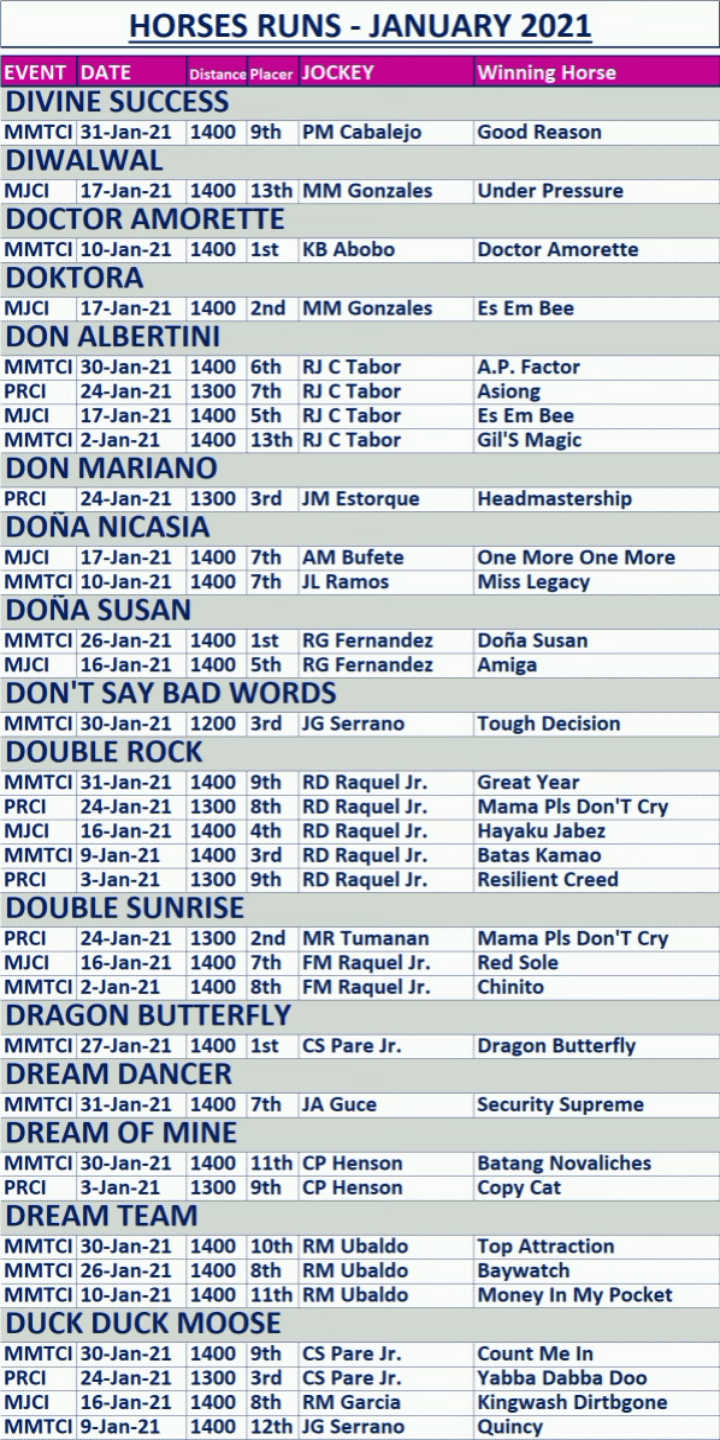 HORSES RUNS - JANUARY 2021
EVENT DATE Distance Placer JOCKEY Winning Horse
DIVINE SUCCESS
MMTCI 31-Jan-21 1400 9th PM Cabalejo Good Reason
DIWALWAL
MJCI 17-Jan-21 1400 13th MM Gonzales Under Pressure
DOCTOR AMORETTE
MMTCI 10-Jan-21 1400 1st KB Abobo Doctor Amorette
DOKTORA
MJCI 17-Jan-21 1400 2nd MM Gonzales Es Em Bee
DON ALBERTINI
MMTCI 30-Jan-21 1400 6th RJ C Tabor A.P. Factor
PRCI 24-Jan-21 1300 7th RJ C Tabor Asiong
MJCI 17-Jan-21 1400 5th RJ C Tabor Es Em Bee
MMTCI 2-Jan-21 1400 13th RJ C Tabor Gil'S Magic
DON MARIANO
PRCI 24-Jan-21 1300 3rd JM Estorque Headmastership
DOÑA NICASIA
MJCI 17-Jan-21 1400 7th AM Bufete One More One More
MMTCI 10-Jan-21 1400 7th JL Ramos Miss Legacy
DOÑA SUSAN
MMTCI 26-Jan-21 1400 1st RG Fernandez Doña Susan
MJCI 16-Jan-21 1400 5th RG Fernandez Amiga
DON'T SAY BAD WORDS
MMTCI 30-Jan-21 1200 3rd JG Serrano Tough Decision
DOUBLE ROCK
MMTCI 31-Jan-21 1400 9th RD Raquel Jr. Great Year
PRCI 24-Jan-21 1300 8th RD Raquel Jr. Mama Pls Don'T Cry
MJCI 16-Jan-21 1400 4th RD Raquel Jr. Hayaku Jabez
MMTCI 9-Jan-21 1400 3rd RD Raquel Jr. Batas Kamao
PRCI 3-Jan-21 1300 9th RD Raquel Jr. Resilient Creed
DOUBLE SUNRISE
PRCI 24-Jan-21 1300 2nd MR Tumanan Mama Pls Don'T Cry
MJCI 16-Jan-21 1400 7th FM Raquel Jr. Red Sole
MMTCI 2-Jan-21 1400 8th FM Raquel Jr. Chinito
DRAGON BUTTERFLY
MMTCI 27-Jan-21 1400 1st CS Pare Jr. Dragon Butterfly
DREAM DANCER
MMTCI 31-Jan-21 1400 7th JA Guce Security Supreme
DREAM OF MINE
MMTCI 30-Jan-21 1400 11th CP Henson Batang Novaliches
PRCI 3-Jan-21 1300 9th CP Henson Copy Cat
DREAM TEAM
MMTCI 30-Jan-21 1400 10th RM Ubaldo Top Attraction
MMTCI 26-Jan-21 1400 8th RM Ubaldo Baywatch
MMTCI 10-Jan-21 1400 11th RM Ubaldo Money In My Pocket
DUCK DUCK MOOSE
MMTCI 30-Jan-21 1400 9th CS Pare Jr. Count Me In
PRCI 24-Jan-21 1300 3rd CS Pare Jr. Yabba Dabba Doo
MJCI 16-Jan-21 1400 8th RM Garcia Kingwash Dirtbgone
MMTCI 9-Jan-21 1400 12th JG Serrano Quincy